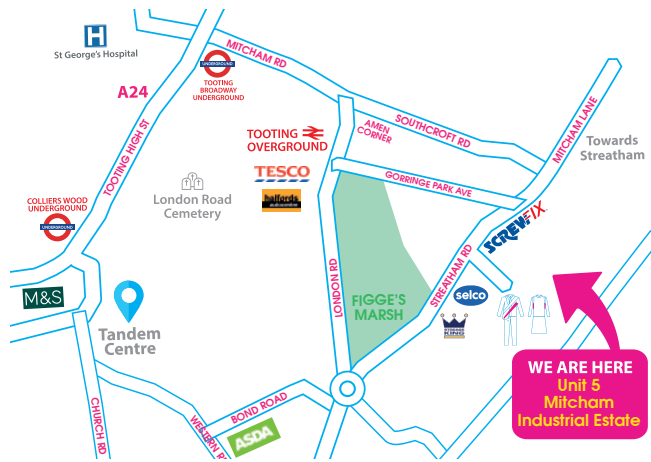 H
St George's Hospital
MITCHAM RD
UNDERGROUND
TOOTING
BROADWAY
UNDERGROUND
A24
TOOTING HIGH ST
AMEN
CORNER
SOUTHCROFT RD
MITCHAM LANE
TOOTING
OVERGROUND
Towards
Streatham
TESCO
halfords
autocentre
GORRINGE PARK AVE
London Road
Cemetery
COLLIERS WOOD
UNDERGROUND
UNDERGROUND
SCREWFIX
STREATHAM RD
LONDON RD
FIGGE'S
MARSH
selco
M&S
Tandem
Centre
WE ARE HERE
Unit 5
Mitcham
Industrial Estate
CHURCH RD
WESTERN R
BOND ROAD
ASDA